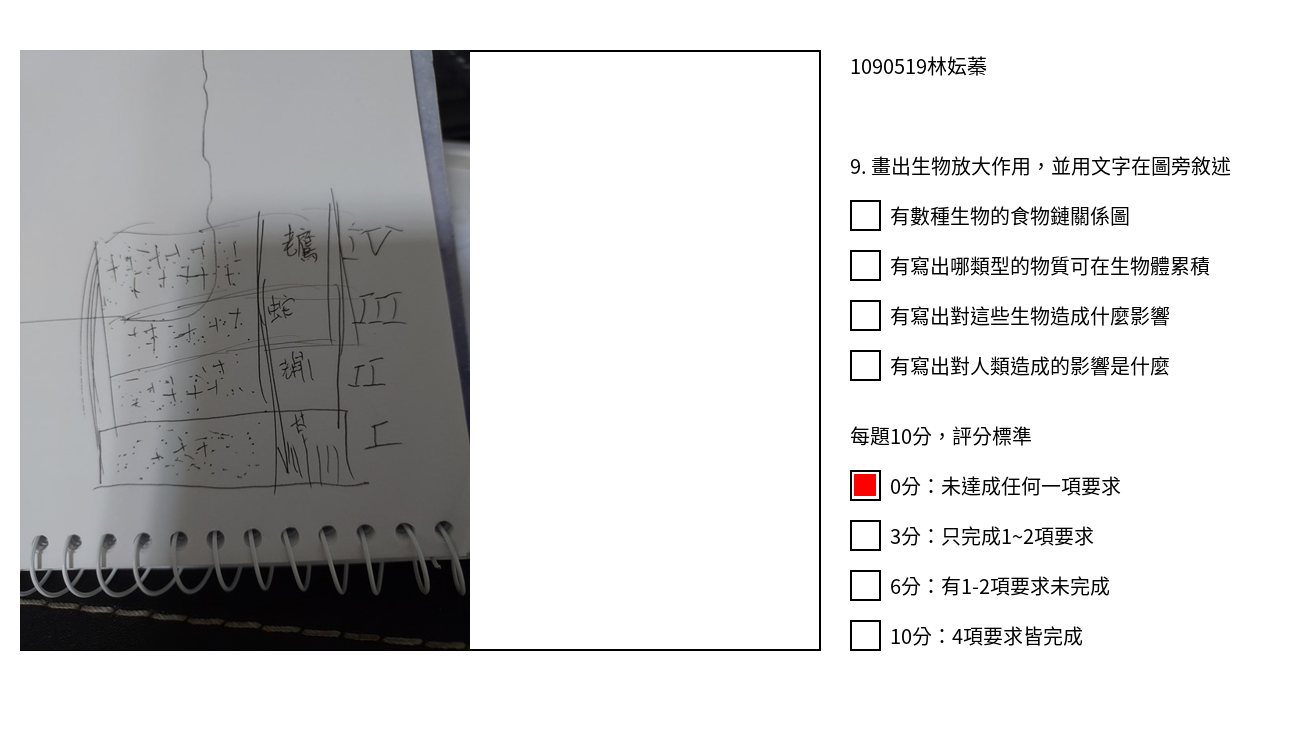 老鷹 IV
蛇 III
II
草 I
1090519林妘蓁
9. 畫出生物放大作用，並用文字在圖旁敘述
有數種生物的食物鏈關係圖
有寫出哪類型的物質可在生物體累積
有寫出對這些生物造成什麼影響
有寫出對人類造成的影響是什麼
每題10分，評分標準
0分：未達成任何一項要求
3分：只完成1~2項要求
6分：有1-2項要求未完成
10分：4項要求皆完成